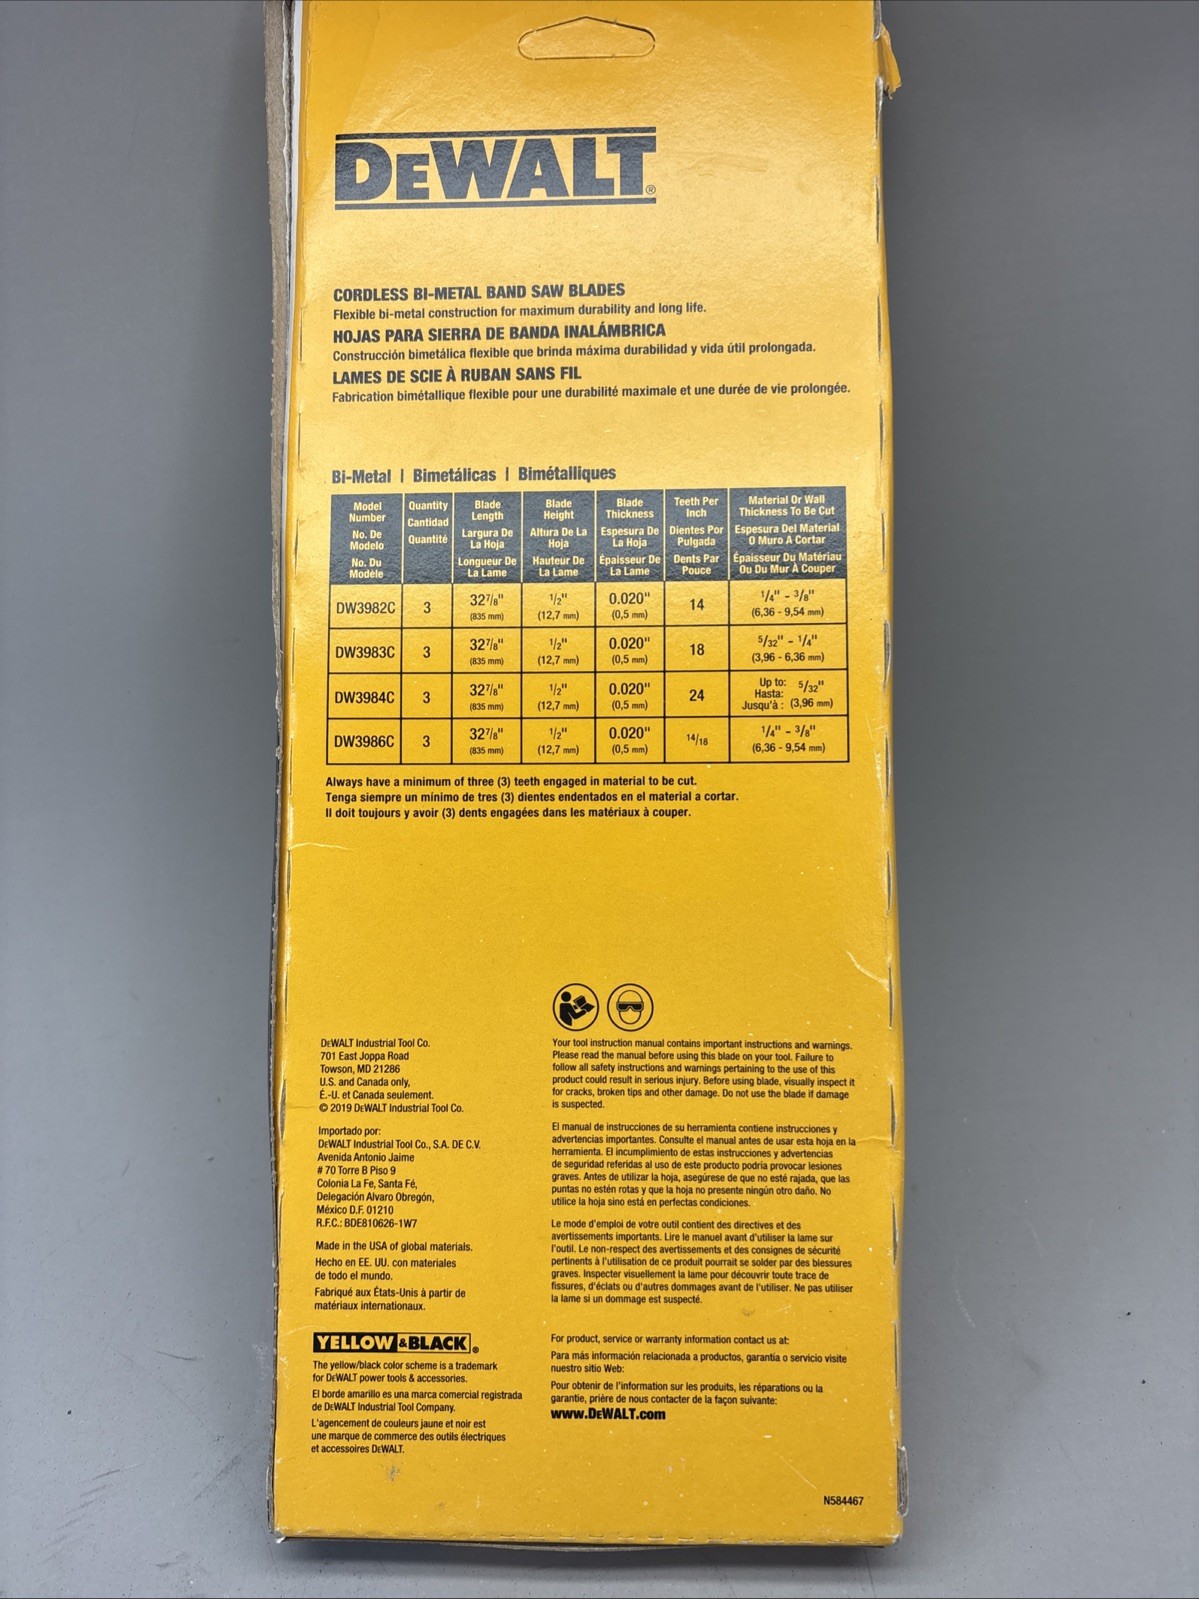 DEWALT®
CORDLESS BI-METAL BAND SAW BLADES
Flexible bi-metal construction for maximum durability and long life.
HOJAS PARA SIERRA DE BANDA INALÁMBRICA
Construcción bimetálica flexible que brinda máxima durabilidad y vida útil prolongada.
LAMES DE SCIE À RUBAN SANS FIL
Fabrication bimétallique flexible pour une durabilité maximale et une durée de vie prolongée.
Bi-Metal | Bimetálicas | Bimétalliques
Model Number No. De Modelo No. Du Modèle
Quantity Cantidad Quantité
Blade Length Largura De La Hoja Longueur De La Lame
Blade Height Altura De La Hoja Hauteur De La Lame
Blade Thickness Espesura De La Hoja Épaisseur De La Lame
Teeth Per Inch Dientes Por Pulgada Dents Par Pouce
Material Or Wall Thickness To Be Cut Espesura Del Material O Muro A Cortar Épaisseur Du Matériau Ou Du Mur À Couper
DW3982C 3 32 7/8" (835 mm) 1/2" (12,7 mm) 0.020" (0,5 mm) 14 1/4" - 3/8" (6,36 - 9,54 mm)
DW3983C 3 32 7/8" (835 mm) 1/2" (12,7 mm) 0.020" (0,5 mm) 18 5/32" - 1/4" (3,96 - 6,36 mm)
DW3984C 3 32 7/8" (835 mm) 1/2" (12,7 mm) 0.020" (0,5 mm) 24 Up to: Hasta: Jusqu'à : 5/32" (3,96 mm)
DW3986C 3 32 7/8" (835 mm) 1/2" (12,7 mm) 0.020" (0,5 mm) 14/18 1/4" - 3/8" (6,36 - 9,54 mm)
Always have a minimum of three (3) teeth engaged in material to be cut.
Tenga siempre un mínimo de tres (3) dientes endentados en el material a cortar.
Il doit toujours y avoir (3) dents engagées dans les matériaux à couper.
DEWALT Industrial Tool Co.
701 East Joppa Road
Towson, MD 21286
U.S. and Canada only,
É.-U. et Canada seulement.
© 2019 DEWALT Industrial Tool Co.
Importado por:
DEWALT Industrial Tool Co., S.A. DE C.V.
Avenida Antonio Jaime
# 70 Torre B Piso 9
Colonia La Fe, Santa Fé,
Delegación Alvaro Obregón,
México D.F. 01210
R.F.C.: BDE810626-1W7
Made in the USA of global materials.
Hecho en EE. UU. con materiales
de todo el mundo.
Fabriqué aux États-Unis à partir de
matériaux internationaux.
YELLOW & BLACK®
The yellow/black color scheme is a trademark
for DEWALT power tools & accessories.
El borde amarillo es una marca comercial registrada
de DEWALT Industrial Tool Company.
L'agencement de couleurs jaune et noir est
une marque de commerce des outils électriques
et accessoires DEWALT.
Your tool instruction manual contains important instructions and warnings.
Please read the manual before using this blade on your tool. Failure to
follow all safety instructions and warnings pertaining to the use of this
product could result in serious injury. Before using blade, visually inspect it
for cracks, broken tips and other damage. Do not use the blade if damage
is suspected.
El manual de instrucciones de su herramienta contiene instrucciones y
advertencias importantes. Consulte el manual antes de usar esta hoja en la
herramienta. El incumplimiento de estas instrucciones y advertencias
de seguridad referidas al uso de este producto podría provocar lesiones
graves. Antes de utilizar la hoja, asegúrese de que no esté rajada, que las
puntas no estén rotas y que la hoja no presente ningún otro daño. No
utilice la hoja sino está en perfectas condiciones.
Le mode d'emploi de votre outil contient des directives et des
avertissements importants. Lire le manuel avant d'utiliser la lame sur
l'outil. Le non-respect des avertissements et des consignes de sécurité
pertinents à l'utilisation de ce produit pourrait se solder par des blessures
graves. Inspecter visuellement la lame pour découvrir toute trace de
fissures, d'éclats ou d'autres dommages avant de l'utiliser. Ne pas utiliser
la lame si un dommage est suspecté.
For product, service or warranty information contact us at:
Para más información relacionada a productos, garantía o servicio visite
nuestro sitio Web:
Pour obtenir de l'information sur les produits, les réparations ou la
garantie, prière de nous contacter de la façon suivante:
www.DEWALT.com
N584467